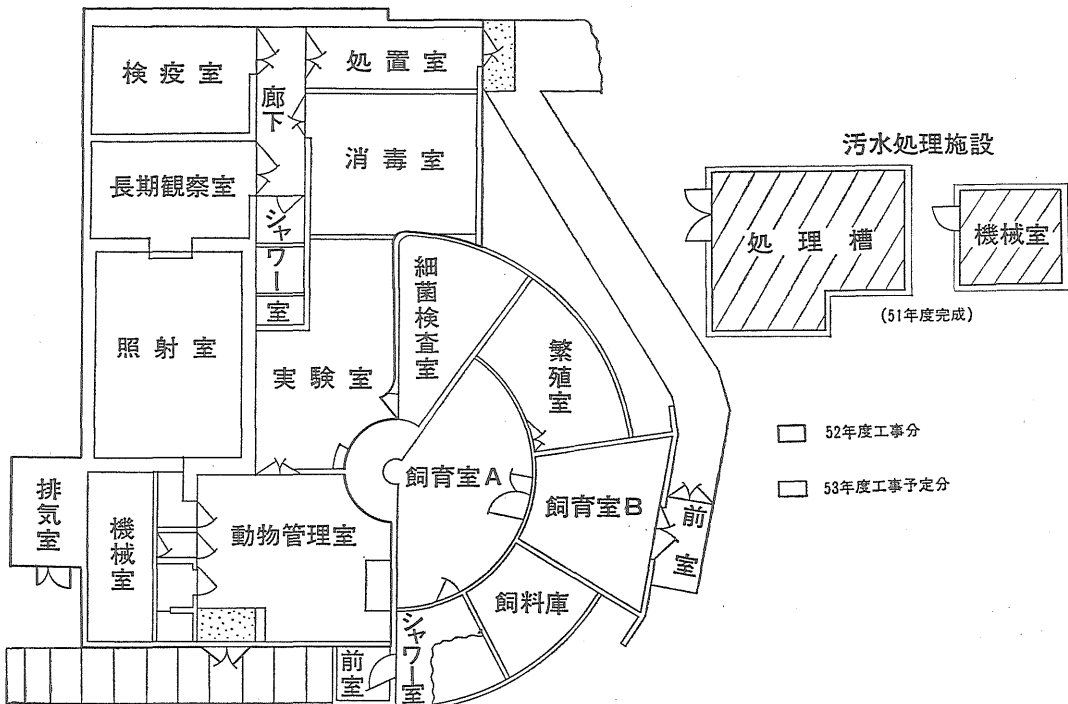 検疫室
処置室
廊下
消毒室
長期観察室
シャワー室
細菌検査室
照射室
実験室
繁殖室
飼育室A
飼育室B
前室
排気室
機械室
動物管理室
飼料庫
シャワー室
前室
汚水処理施設
処理槽
機械室
(51年度完成)
52年度工事分
53年度工事予定分